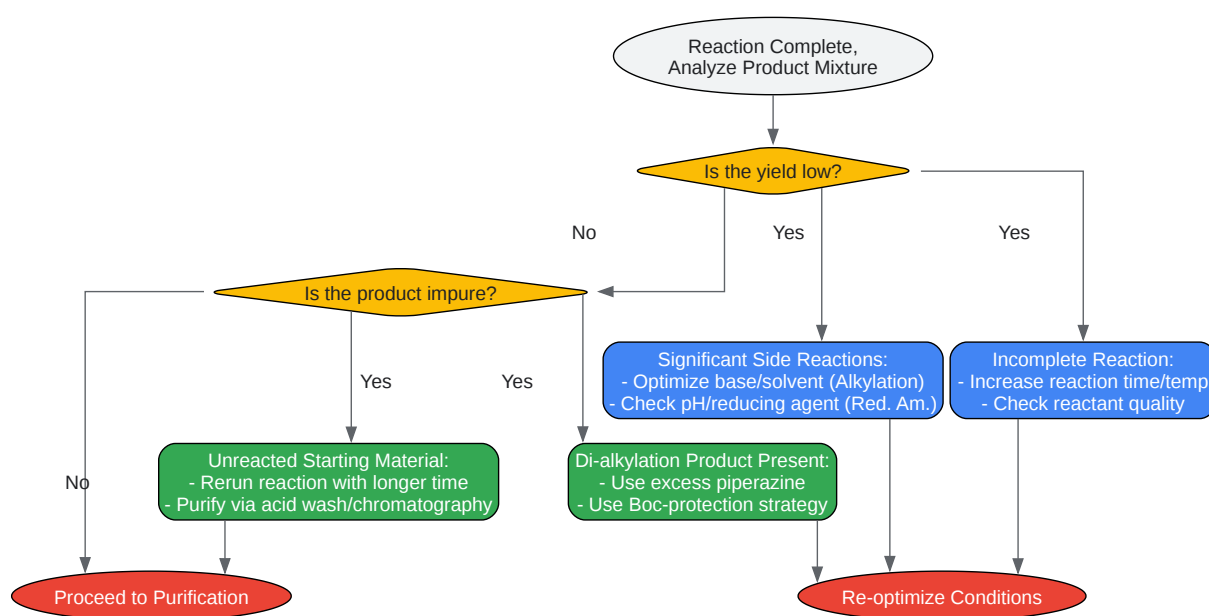 Reaction Complete,
Analyze Product Mixture
Is the yield low?
No
Yes
Yes
Is the product impure?
Significant Side Reactions:
- Optimize base/solvent (Alkylation)
- Check pH/reducing agent (Red. Am.)
Incomplete Reaction:
- Increase reaction time/temp
- Check reactant quality
Yes
Yes
No
Unreacted Starting Material:
- Rerun reaction with longer time
- Purify via acid wash/chromatography
Di-alkylation Product Present:
- Use excess piperazine
- Use Boc-protection strategy
Proceed to Purification
Re-optimize Conditions